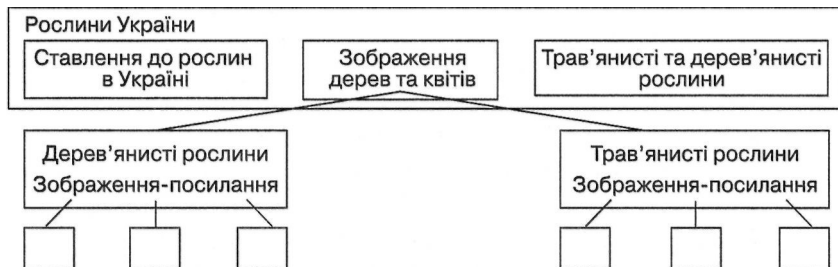 Рослини України
Ставлення до рослин
в Україні
Зображення
дерев та квітів
Трав’янисті та дерев’янисті
рослини
Дерев’янисті рослини
Зображення-посилання
Трав’янисті рослини
Зображення-посилання